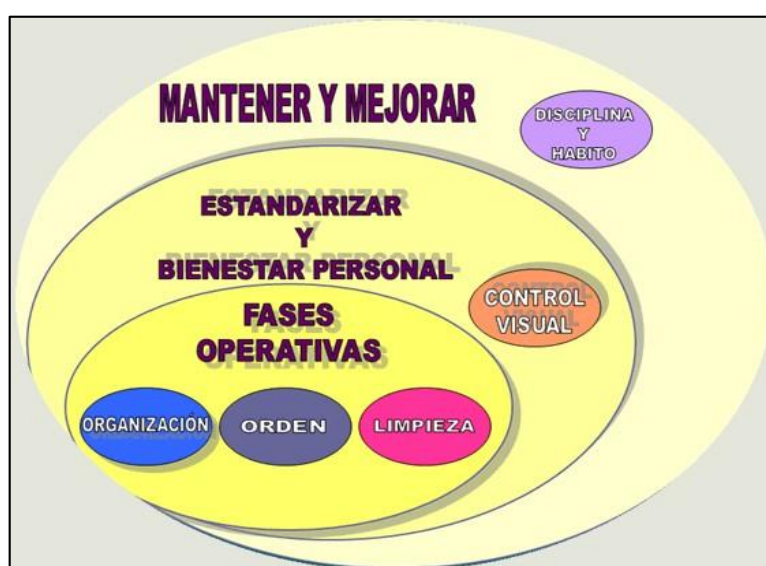 MANTENER Y MEJORAR
DISCIPLINA
Y
HABITO
ESTANDARIZAR
Y
BIENESTAR PERSONAL
CONTROL
VISUAL
FASES
OPERATIVAS
ORGANIZACIÓN
ORDEN
LIMPIEZA